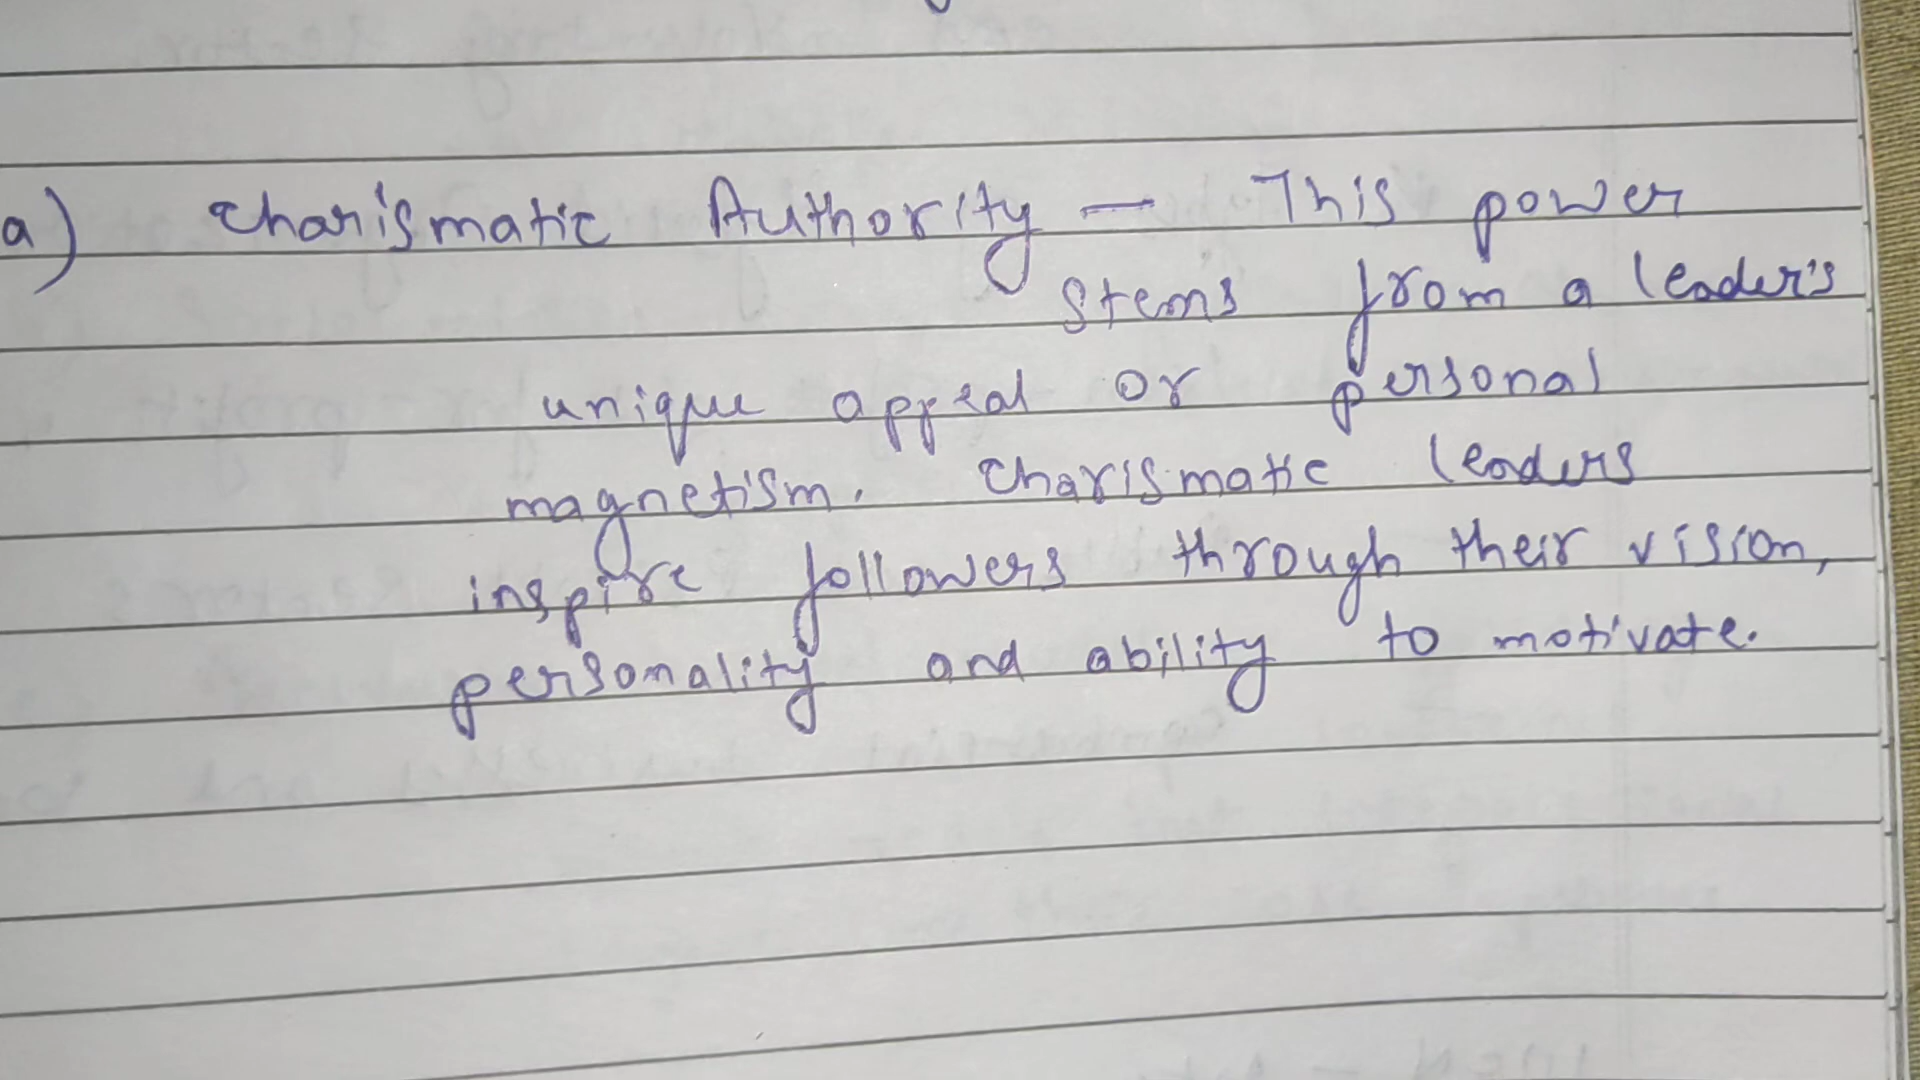 a) Charismatic Authority — This power
stems from a leader's
unique appeal or personal
magnetism. Charismatic leaders
inspire followers through their vision,
personality and ability to motivate.